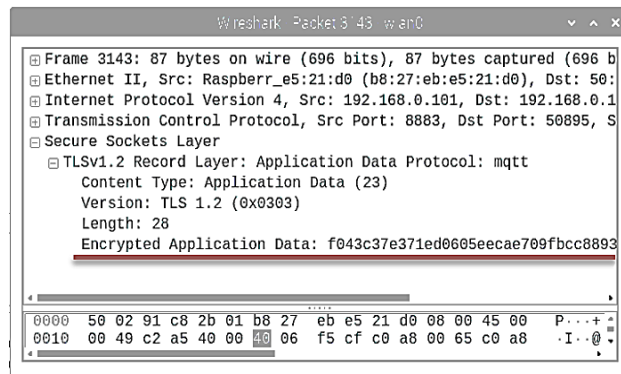 Wireshark Packet 3143 wlan0
Frame 3143: 87 bytes on wire (696 bits), 87 bytes captured (696 b
Ethernet II, Src: Raspberr_e5:21:d0 (b8:27:eb:e5:21:d0), Dst: 50:
Internet Protocol Version 4, Src: 192.168.0.101, Dst: 192.168.0.1
Transmission Control Protocol, Src Port: 8883, Dst Port: 50895, S
Secure Sockets Layer
TLSv1.2 Record Layer: Application Data Protocol: mqtt
Content Type: Application Data (23)
Version: TLS 1.2 (0x0303)
Length: 28
Encrypted Application Data: f043c37e371ed0605eecae709fbcc8893
0000 50 02 91 c8 2b 01 b8 27 eb e5 21 d0 08 00 45 00 P···+
0010 00 49 c2 a5 40 00 40 06 f5 cf c0 a8 00 65 c0 a8 ·I··@